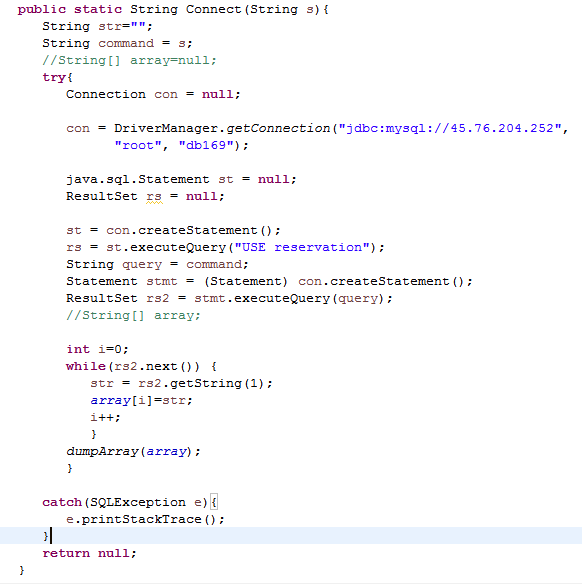 public static String Connect(String s){
String str="";
String command = s;
//String[] array=null;
try{
Connection con = null;
con = DriverManager.getConnection("jdbc:mysql://45.76.204.252",
"root", "db169");
java.sql.Statement st = null;
ResultSet rs = null;
st = con.createStatement();
rs = st.executeQuery("USE reservation");
String query = command;
Statement stmt = (Statement) con.createStatement();
ResultSet rs2 = stmt.executeQuery(query);
//String[] array;
int i=0;
while(rs2.next()) {
str = rs2.getString(1);
array[i]=str;
i++;
}
dumpArray(array);
}
catch(SQLException e){
e.printStackTrace();
}
return null;
}